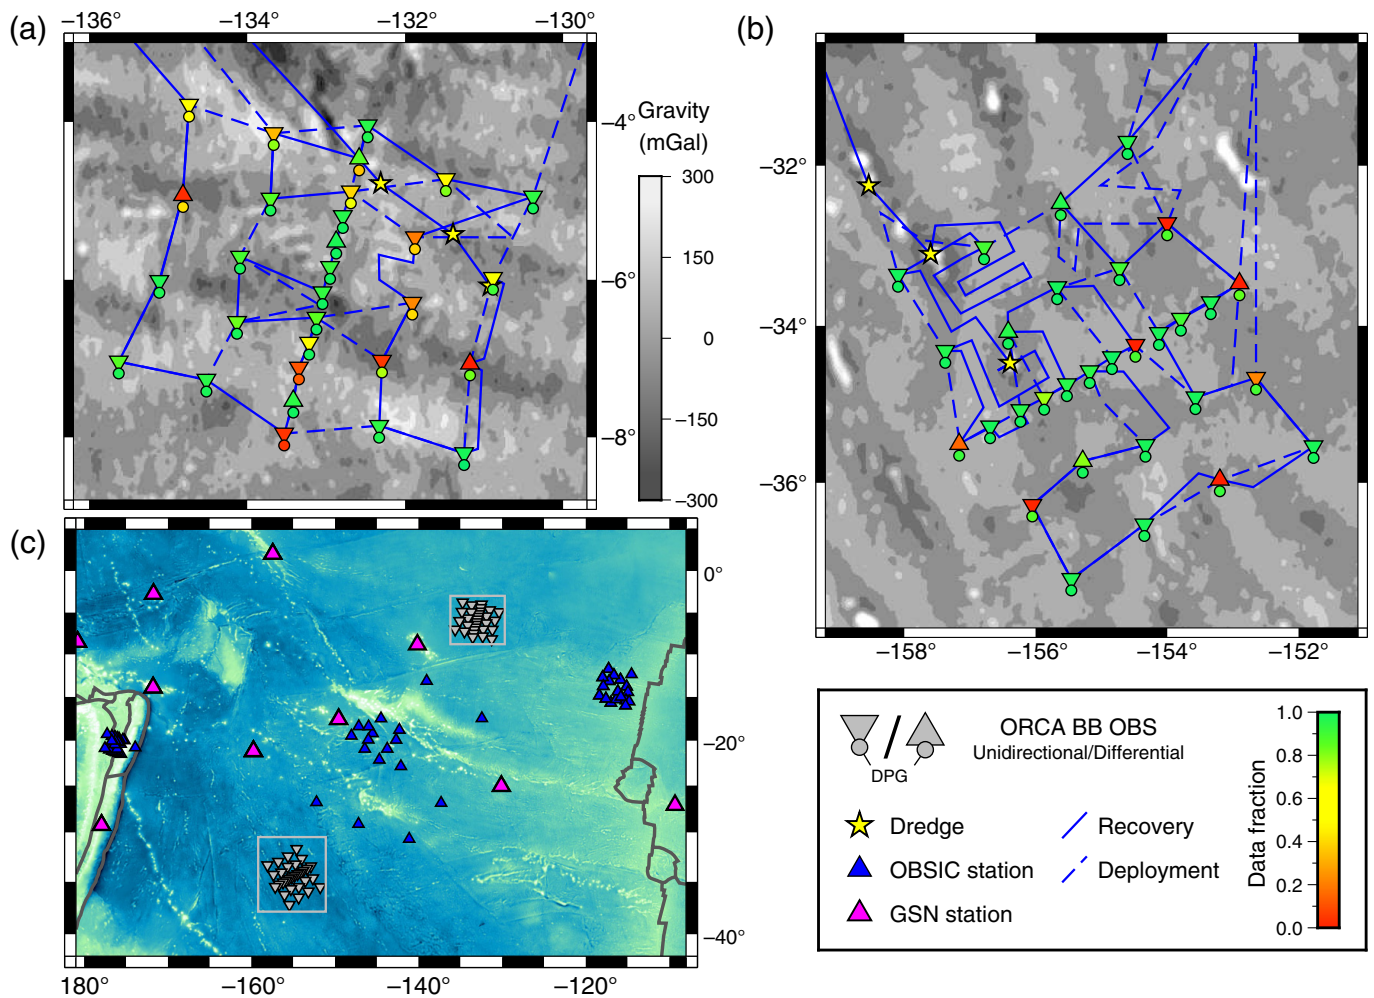 (a)
−136° −134° −132° −130°
−4°
−6°
−8°
Gravity
(mGal)
300
150
0
−150
−300
(b)
−32°
−34°
−36°
−158° −156° −154° −152°
(c)
0°
−20°
−40°
180° −160° −140° −120°
ORCA BB OBS
Unidirectional/Differential
DPG
Dredge
OBSIC station
GSN station
Recovery
Deployment
Data fraction
1.0
0.8
0.6
0.4
0.2
0.0